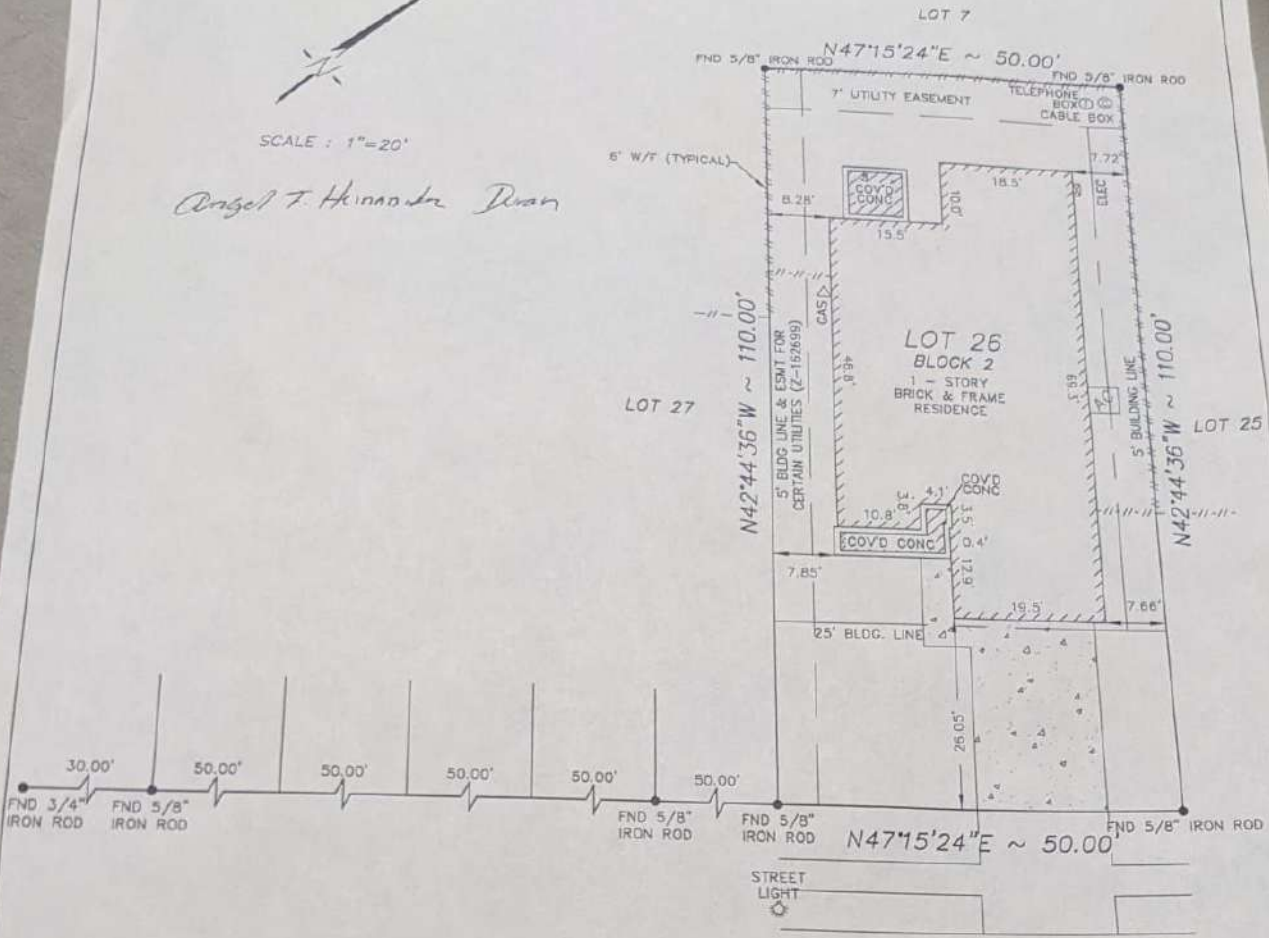 LOT 7
N47°15'24"E ~ 50.00'
FND 5/8" IRON ROD
FND 5/8" IRON ROD
7' UTILITY EASEMENT
TELEPHONE
BOX
CABLE BOX
SCALE : 1"=20'
6' W/F (TYPICAL)
7.72'
8.28'
COV'D
CONC
18.5'
10.0'
ELEC
15.5'
GAS
N42°44'36"W ~ 110.00'
5' BLDG LINE & ESMT FOR
CERTAIN UTILITIES (Z-162699)
46.8'
LOT 26
BLOCK 2
1 - STORY
BRICK & FRAME
RESIDENCE
69.3'
5' BUILDING LINE
N42°44'36"W ~ 110.00'
LOT 27
LOT 25
COV'D
CONC
4.1'
3.8'
10.8'
3.5'
COV'D CONC
0.4'
12.9'
7.85'
19.5'
7.66'
25' BLDG. LINE
26.05'
30.00'
50.00'
50.00'
50.00'
50.00'
50.00'
FND 3/4"
IRON ROD
FND 5/8"
IRON ROD
FND 5/8"
IRON ROD
FND 5/8"
IRON ROD
N47°15'24"E ~ 50.00'
FND 5/8" IRON ROD
STREET
LIGHT